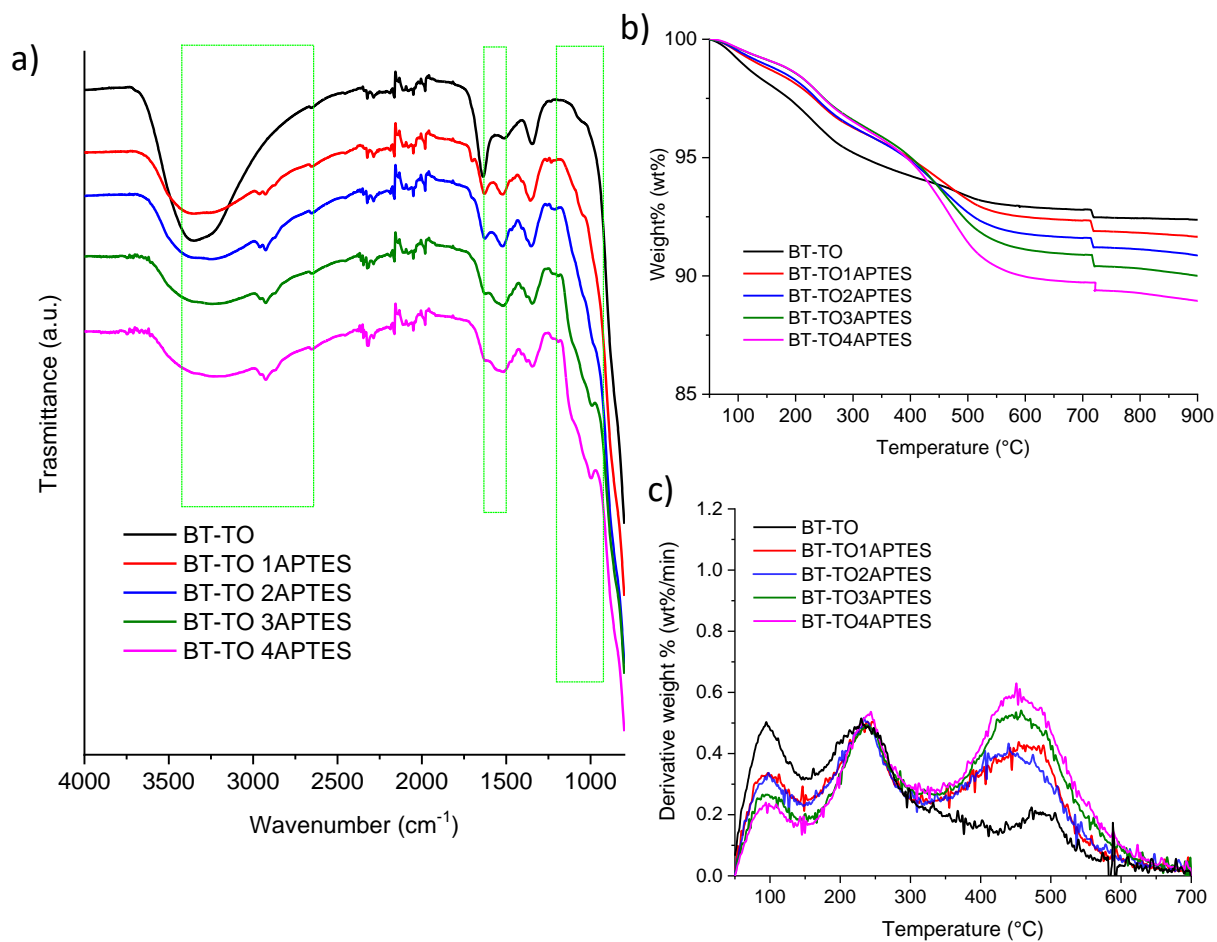 a)
Trasmittance (a.u.)
BT-TO
BT-TO 1APTES
BT-TO 2APTES
BT-TO 3APTES
BT-TO 4APTES
4000 3500 3000 2500 2000 1500 1000
Wavenumber (cm-1)
b)
100
95
90
85
Weight% (wt%)
BT-TO
BT-TO1APTES
BT-TO2APTES
BT-TO3APTES
BT-TO4APTES
100 200 300 400 500 600 700 800 900
Temperature (°C)
c)
1.2
1.0
0.8
0.6
0.4
0.2
0.0
Derivative weight % (wt%/min)
BT-TO
BT-TO1APTES
BT-TO2APTES
BT-TO3APTES
BT-TO4APTES
100 200 300 400 500 600 700
Temperature (°C)